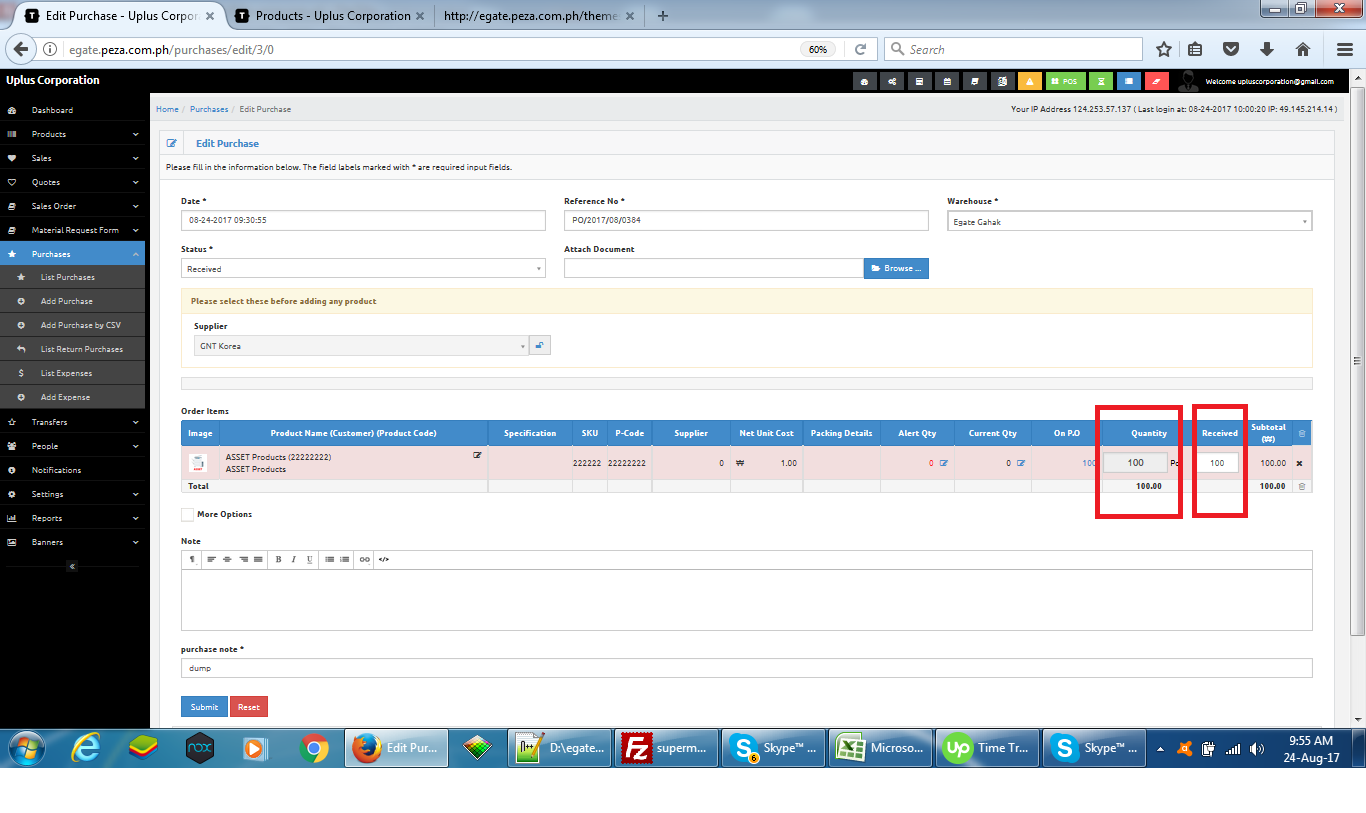 Edit Purchase - Uplus Corpor
Products - Uplus Corporation
http://egate.peza.com.ph/theme
egate.peza.com.ph/purchases/edit/3/0
60%
Search
Uplus Corporation
POS
Welcome upluscorporation@gmail.com
Home / Purchases / Edit Purchase
Your IP Address 124.253.57.137 ( Last login at: 08-24-2017 10:00:20 IP: 49.145.214.14 )
Dashboard
Products
Sales
Quotes
Sales Order
Material Request Form
Purchases
List Purchases
Add Purchase
Add Purchase by CSV
List Return Purchases
List Expenses
Add Expense
Transfers
People
Notifications
Settings
Reports
Banners
Edit Purchase
Please fill in the information below. The field labels marked with * are required input fields.
Date *
Reference No *
Warehouse *
08-24-2017 09:30:55
PO/2017/08/0384
Egate Gahak
Status *
Attach Document
Received
Browse ...
Please select these before adding any product
Supplier
GNT Korea
Order Items
Image
Product Name (Customer) (Product Code)
Specification
SKU
P-Code
Supplier
Net Unit Cost
Packing Details
Alert Qty
Current Qty
On P.O
Quantity
Received
Subtotal (₩)
ASSET Products (22222222)
ASSET Products
222222
22222222
0
₩ 1.00
0
0
100
100
Pc
100
100.00
Total
100.00
100.00
More Options
Note
B I U
purchase note *
dump
Submit
Reset
nox
Edit Pur...
D:\egate...
superm...
6
Skype™ ...
Microso...
Up
Time Tr...
Skype™ ...
9:55 AM
24-Aug-17